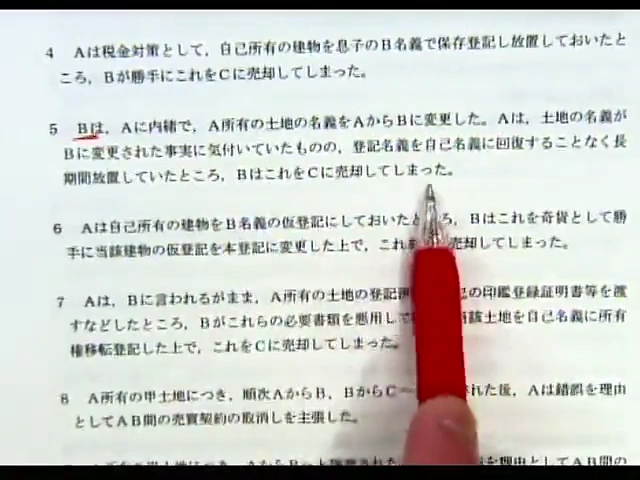 4 Aは税金対策として，自己所有の建物を息子のB名義で保存登記し放置しておいたと
ころ，Bが勝手にこれをCに売却してしまった。
5 Bは，Aに内緒で，A所有の土地の名義をAからBに変更した。Aは，土地の名義が
Bに変更された事実に気付いていたものの，登記名義を自己名義に回復することなく長
期間放置していたところ，BはこれをCに売却してしまった。
6 Aは自己所有の建物をB名義の仮登記にしておいたところ，Bはこれを奇貨として勝
手に当該建物の仮登記を本登記に変更した上で，これ 売却してしまった。
7 Aは，Bに言われるがまま，A所有の土地の登記 の印鑑登録証明書等を渡
すなどしたところ，Bがこれらの必要書類を悪用して 該土地を自己名義に所有
権移転登記した上で，これをCに売却してしまった。
8 A所有の甲土地につき，順次AからB，BからC された後，Aは錯誤を理由
としてAB間の売買契約の取消しを主張した。
を理由としてAB間の